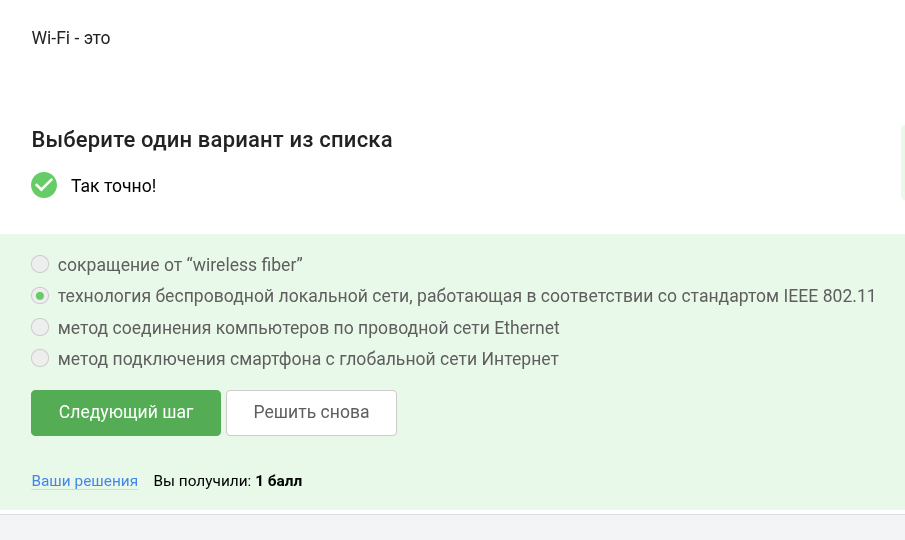 Wi-Fi - это
Выберите один вариант из списка
Так точно!
сокращение от “wireless fiber”
технология беспроводной локальной сети, работающая в соответствии со стандартом IEEE 802.11
метод соединения компьютеров по проводной сети Ethernet
метод подключения смартфона с глобальной сети Интернет
Следующий шаг Решить снова
Ваши решения Вы получили: 1 балл